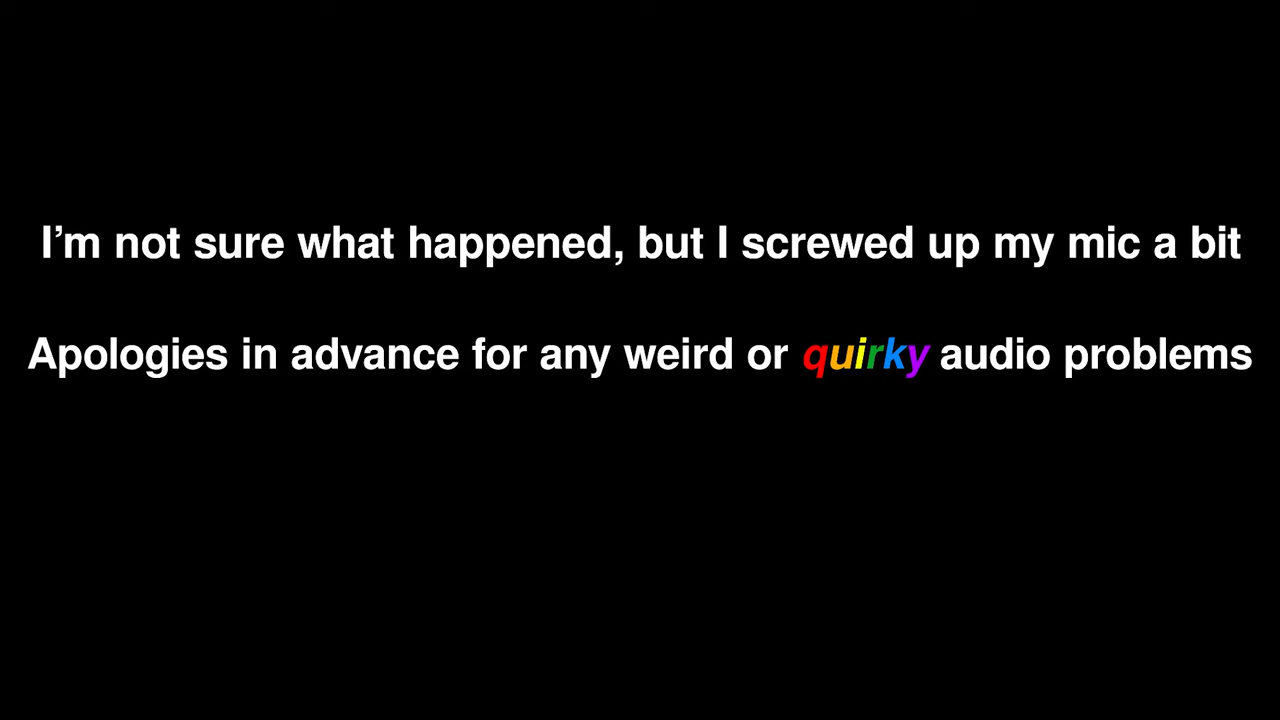 I’m not sure what happened, but I screwed up my mic a bit
Apologies in advance for any weird or quirky audio problems